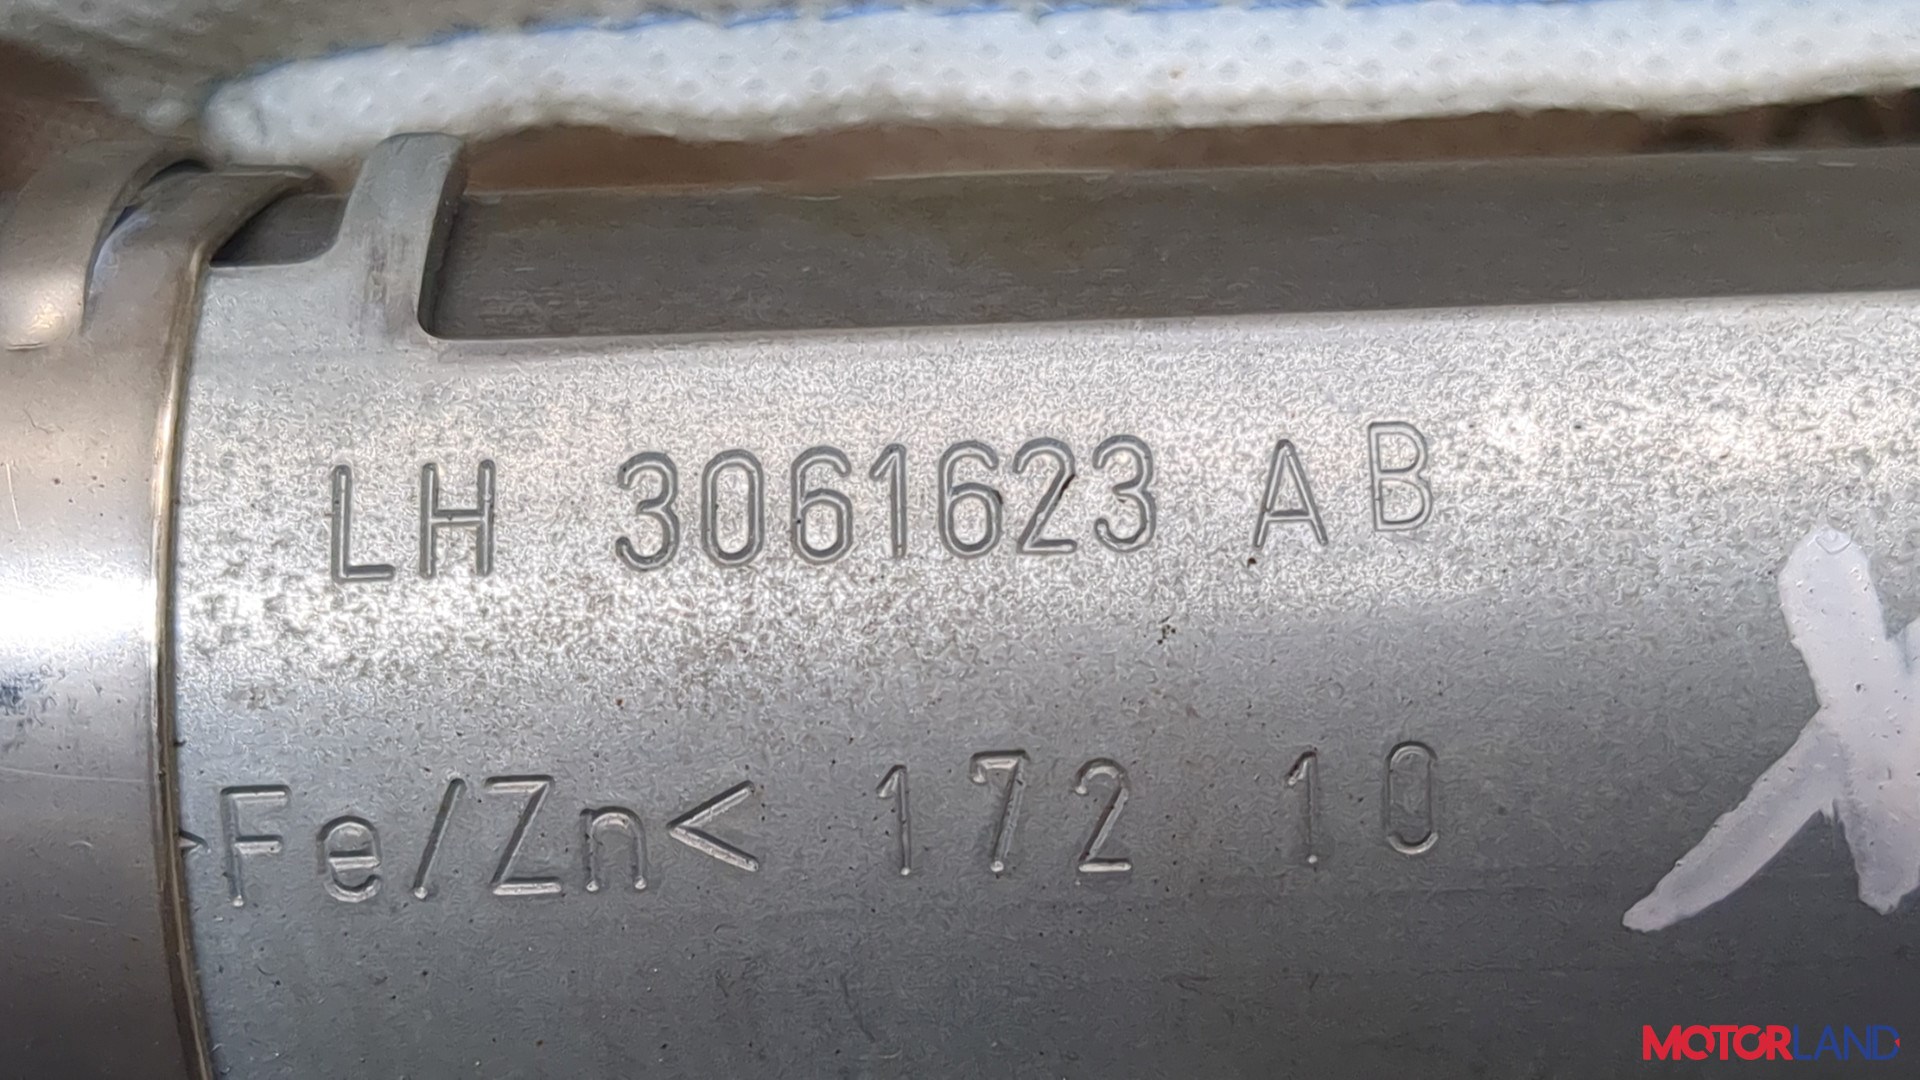 LH 3061623 AB
Fe/Zn< 172 10
MOTORLAND